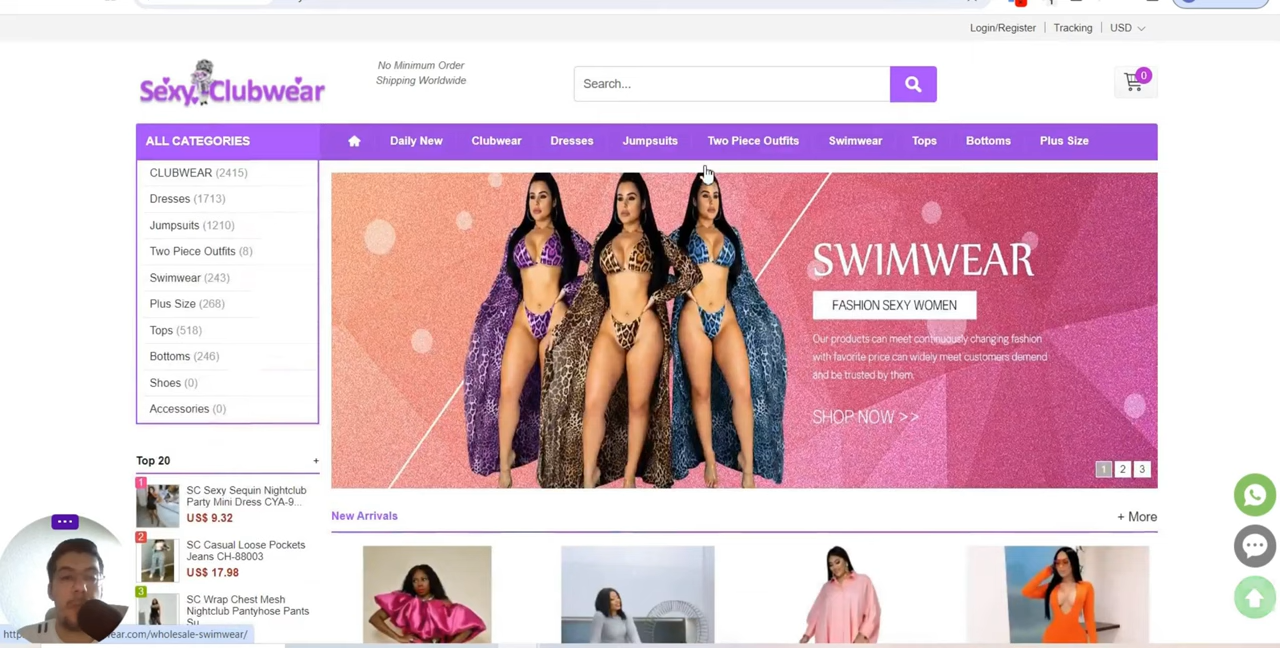 Login/Register
Tracking
USD
Sexy Clubwear
No Minimum Order
Shipping Worldwide
Search...
0
ALL CATEGORIES
Daily New
Clubwear
Dresses
Jumpsuits
Two Piece Outfits
Swimwear
Tops
Bottoms
Plus Size
CLUBWEAR (2415)
Dresses (1713)
Jumpsuits (1210)
Two Piece Outfits (8)
Swimwear (243)
Plus Size (268)
Tops (518)
Bottoms (246)
Shoes (0)
Accessories (0)
SWIMWEAR
FASHION SEXY WOMEN
Our products can meet continuously changing fashion
with favorite price can widely meet customers demend
and be trusted by them.
SHOP NOW >>
1 2 3
Top 20
+
1
SC Sexy Sequin Nightclub
Party Mini Dress CYA-9...
US$ 9.32
2
SC Casual Loose Pockets
Jeans CH-88003
US$ 17.98
3
SC Wrap Chest Mesh
Nightclub Pantyhose Pants
Su...
New Arrivals
+ More
wear.com/wholesale-swimwear/